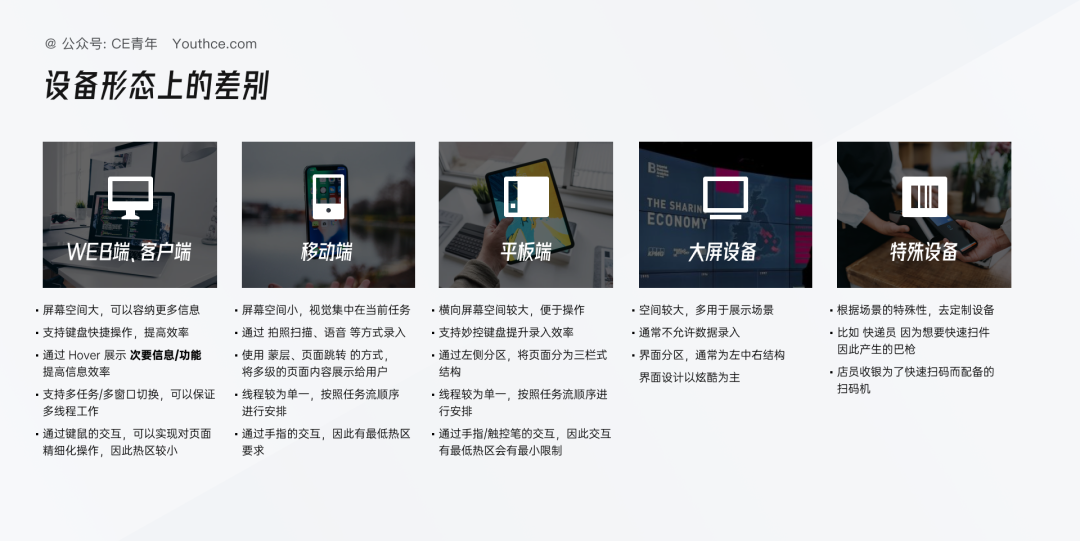 @ 公众号: CE青年 Youthce.com
设备形态上的差别
WEB端、客户端
· 屏幕空间大，可以容纳更多信息
· 支持键盘快捷操作，提高效率
· 通过 Hover 展示 次要信息/功能
提高信息效率
· 支持多任务/多窗口切换，可以保证
多线程工作
· 通过键鼠的交互，可以实现对页面
精细化操作，因此热区较小
移动端
· 屏幕空间小，视觉集中在当前任务
· 通过 拍照扫描、语音 等方式录入
· 使用 蒙层、页面跳转 的方式，
将多级的页面内容展示给用户
· 线程较为单一，按照任务流顺序
进行安排
· 通过手指的交互，因此有最低热区
要求
平板端
· 横向屏幕空间较大，便于操作
· 支持妙控键盘提升录入效率
· 通过左侧分区，将页面分为三栏式
结构
· 线程较为单一，按照任务流顺序进
行安排
· 通过手指/触控笔的交互，因此交互
有最低热区会有最小限制
THE SHARIN
ECONOMY
大屏设备
· 空间较大，多用于展示场景
· 通常不允许数据录入
· 界面分区，通常为左中右结构
界面设计以炫酷为主
特殊设备
· 根据场景的特殊性，去定制设备
· 比如 快递员 因为想要快速扫件
因此产生的巴枪
· 店员收银为了快速扫码而配备的
扫码机